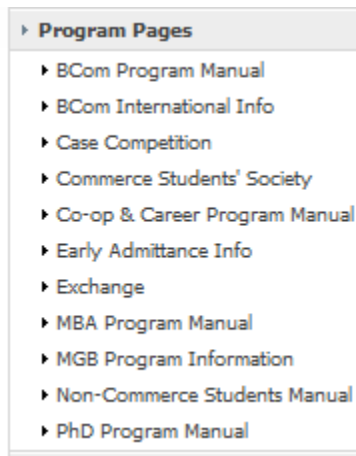 Program Pages
BCom Program Manual
BCom International Info
Case Competition
Commerce Students' Society
Co-op & Career Program Manual
Early Admittance Info
Exchange
MBA Program Manual
MGB Program Information
Non-Commerce Students Manual
PhD Program Manual